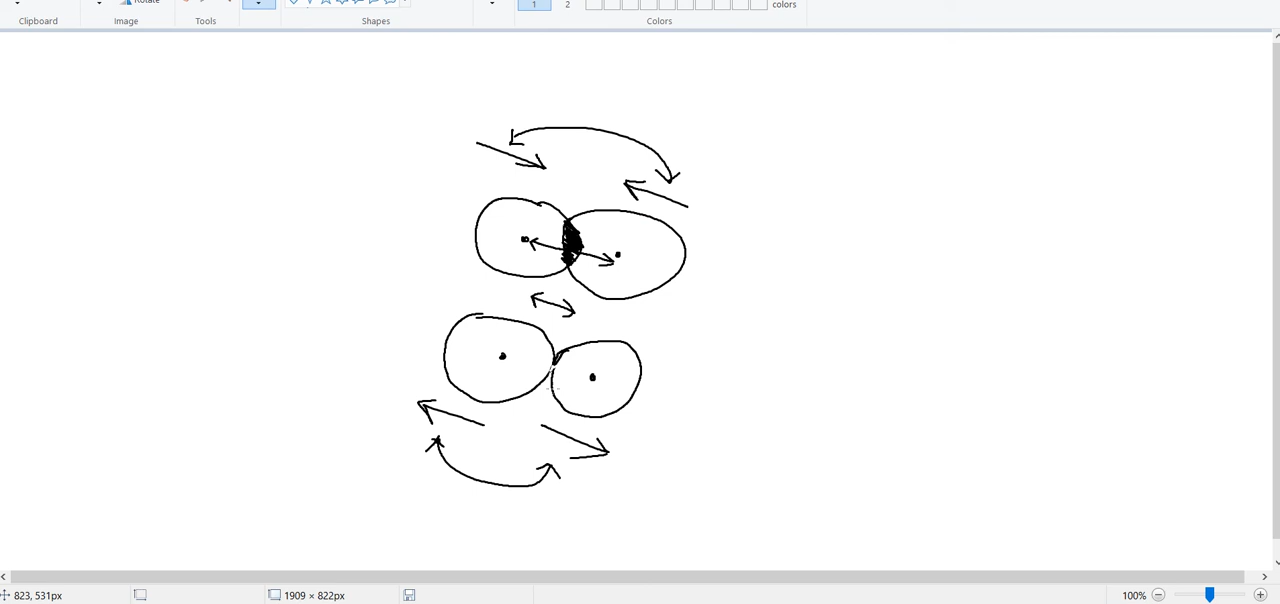 Rotate
Clipboard Image Tools Shapes 1 2 Colors colors
823, 531px 1909 × 822px 100%